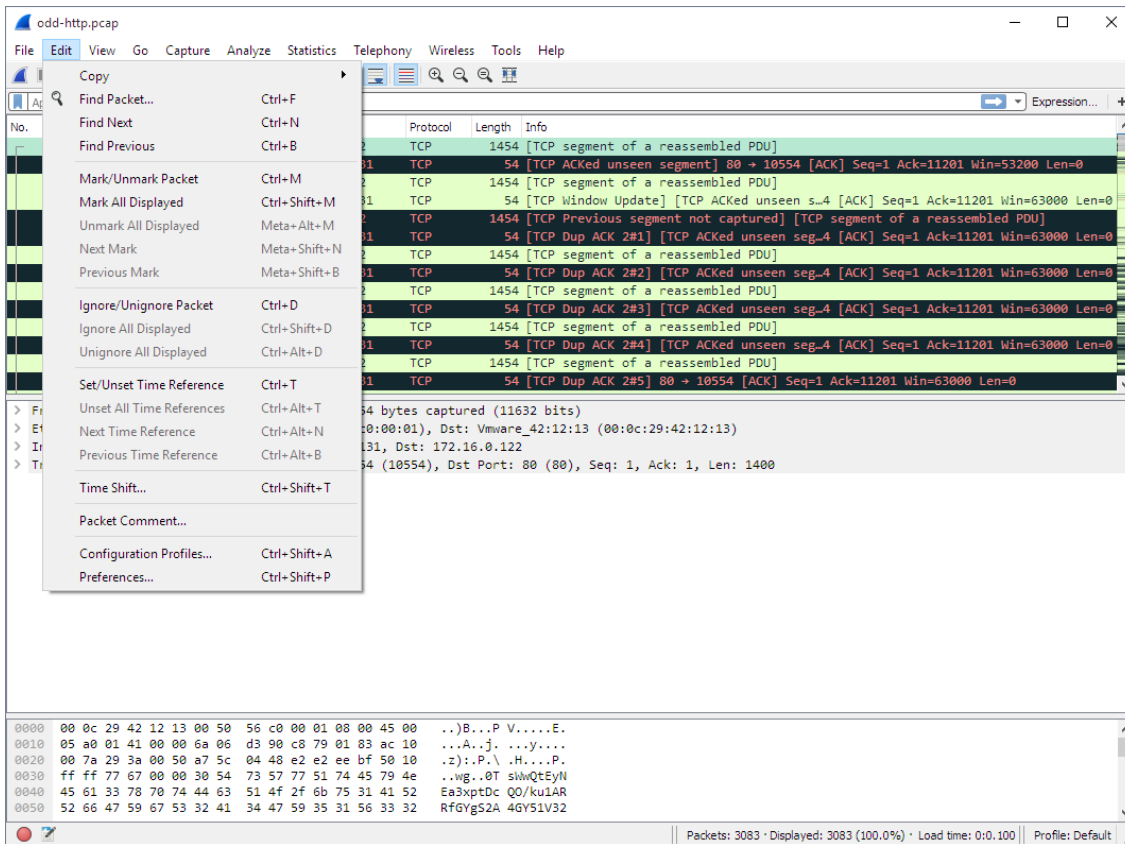 odd-http.pcap
File Edit View Go Capture Analyze Statistics Telephony Wireless Tools Help
Copy
Find Packet... Ctrl+F
Find Next Ctrl+N
Find Previous Ctrl+B
Mark/Unmark Packet Ctrl+M
Mark All Displayed Ctrl+Shift+M
Unmark All Displayed Meta+Alt+M
Next Mark Meta+Shift+N
Previous Mark Meta+Shift+B
Ignore/Unignore Packet Ctrl+D
Ignore All Displayed Ctrl+Shift+D
Unignore All Displayed Ctrl+Alt+D
Set/Unset Time Reference Ctrl+T
Unset All Time References Ctrl+Alt+T
Next Time Reference Ctrl+Alt+N
Previous Time Reference Ctrl+Alt+B
Time Shift... Ctrl+Shift+T
Packet Comment...
Configuration Profiles... Ctrl+Shift+A
Preferences... Ctrl+Shift+P
Expression... +
No. Protocol Length Info
2 TCP 1454 [TCP segment of a reassembled PDU]
31 TCP 54 [TCP ACKed unseen segment] 80 → 10554 [ACK] Seq=1 Ack=11201 Win=53200 Len=0
2 TCP 1454 [TCP segment of a reassembled PDU]
31 TCP 54 [TCP Window Update] [TCP ACKed unseen s…4 [ACK] Seq=1 Ack=11201 Win=63000 Len=0
2 TCP 1454 [TCP Previous segment not captured] [TCP segment of a reassembled PDU]
31 TCP 54 [TCP Dup ACK 2#1] [TCP ACKed unseen seg…4 [ACK] Seq=1 Ack=11201 Win=63000 Len=0
2 TCP 1454 [TCP segment of a reassembled PDU]
31 TCP 54 [TCP Dup ACK 2#2] [TCP ACKed unseen seg…4 [ACK] Seq=1 Ack=11201 Win=63000 Len=0
2 TCP 1454 [TCP segment of a reassembled PDU]
31 TCP 54 [TCP Dup ACK 2#3] [TCP ACKed unseen seg…4 [ACK] Seq=1 Ack=11201 Win=63000 Len=0
2 TCP 1454 [TCP segment of a reassembled PDU]
31 TCP 54 [TCP Dup ACK 2#4] [TCP ACKed unseen seg…4 [ACK] Seq=1 Ack=11201 Win=63000 Len=0
2 TCP 1454 [TCP segment of a reassembled PDU]
31 TCP 54 [TCP Dup ACK 2#5] 80 → 10554 [ACK] Seq=1 Ack=11201 Win=63000 Len=0
> Fr 54 bytes captured (11632 bits)
> Et :0:00:01), Dst: Vmware_42:12:13 (00:0c:29:42:12:13)
> In 131, Dst: 172.16.0.122
> Tr 54 (10554), Dst Port: 80 (80), Seq: 1, Ack: 1, Len: 1400
0000 00 0c 29 42 12 13 00 50 56 c0 00 01 08 00 45 00 ..)B...P V.....E.
0010 05 a0 01 41 00 00 6a 06 d3 90 c8 79 01 83 ac 10 ...A..j. ...y....
0020 00 7a 29 3a 00 50 a7 5c 04 48 e2 e2 ee bf 50 10 .z):.P.\ .H....P.
0030 ff ff 77 67 00 00 30 54 73 57 77 51 74 45 79 4e ..wg..0T sWwQtEyN
0040 45 61 33 78 70 74 44 63 51 4f 2f 6b 75 31 41 52 Ea3xptDc QO/ku1AR
0050 52 66 47 59 67 53 32 41 34 47 59 35 31 56 33 32 RfGYgS2A 4GY51V32
Packets: 3083 · Displayed: 3083 (100.0%) · Load time: 0:0.100 Profile: Default